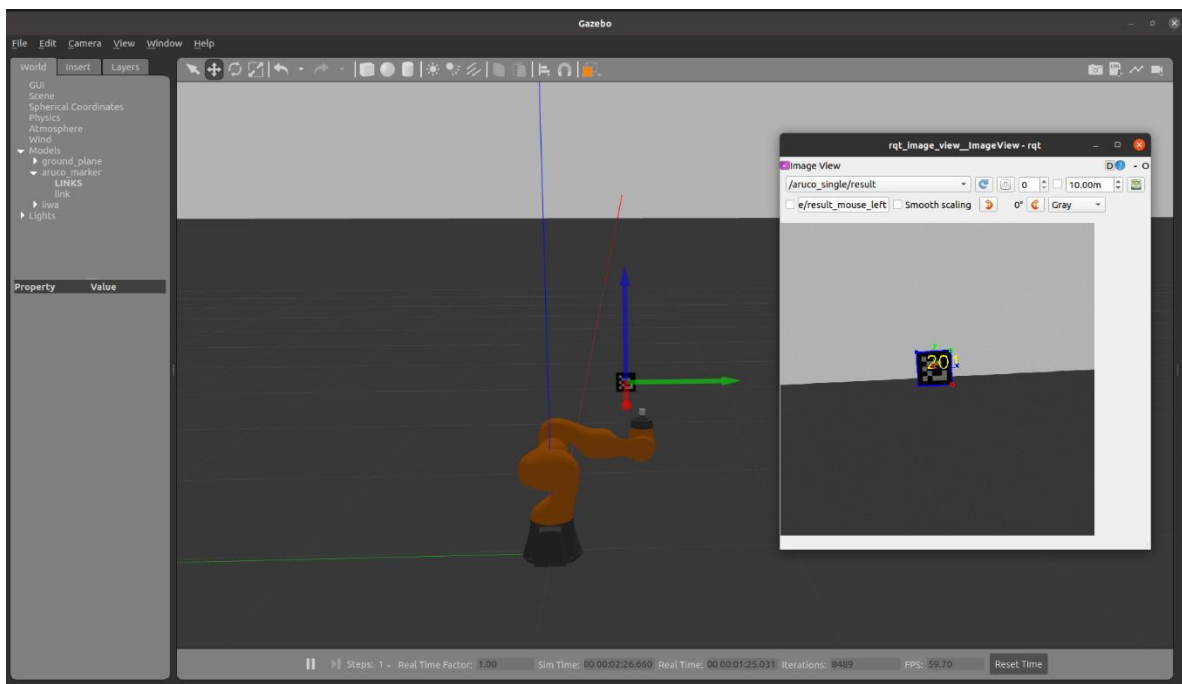 Gazebo
File Edit Camera View Window Help
World Insert Layers
GUI
Scene
Spherical Coordinates
Physics
Atmosphere
Wind
Models
ground_plane
aruco_marker
LINKS
link
iiwa
Lights
Property Value
rqt_image_view__ImageView - rqt
Image View
D - O
/aruco_single/result 0 10.00m
e/result_mouse_left Smooth scaling 0° Gray
20
Steps: 1 Real Time Factor: 1.00 Sim Time: 00 00:02:26.660 Real Time: 00 00:01:25.031 Iterations: 8489 FPS: 59.70 Reset Time